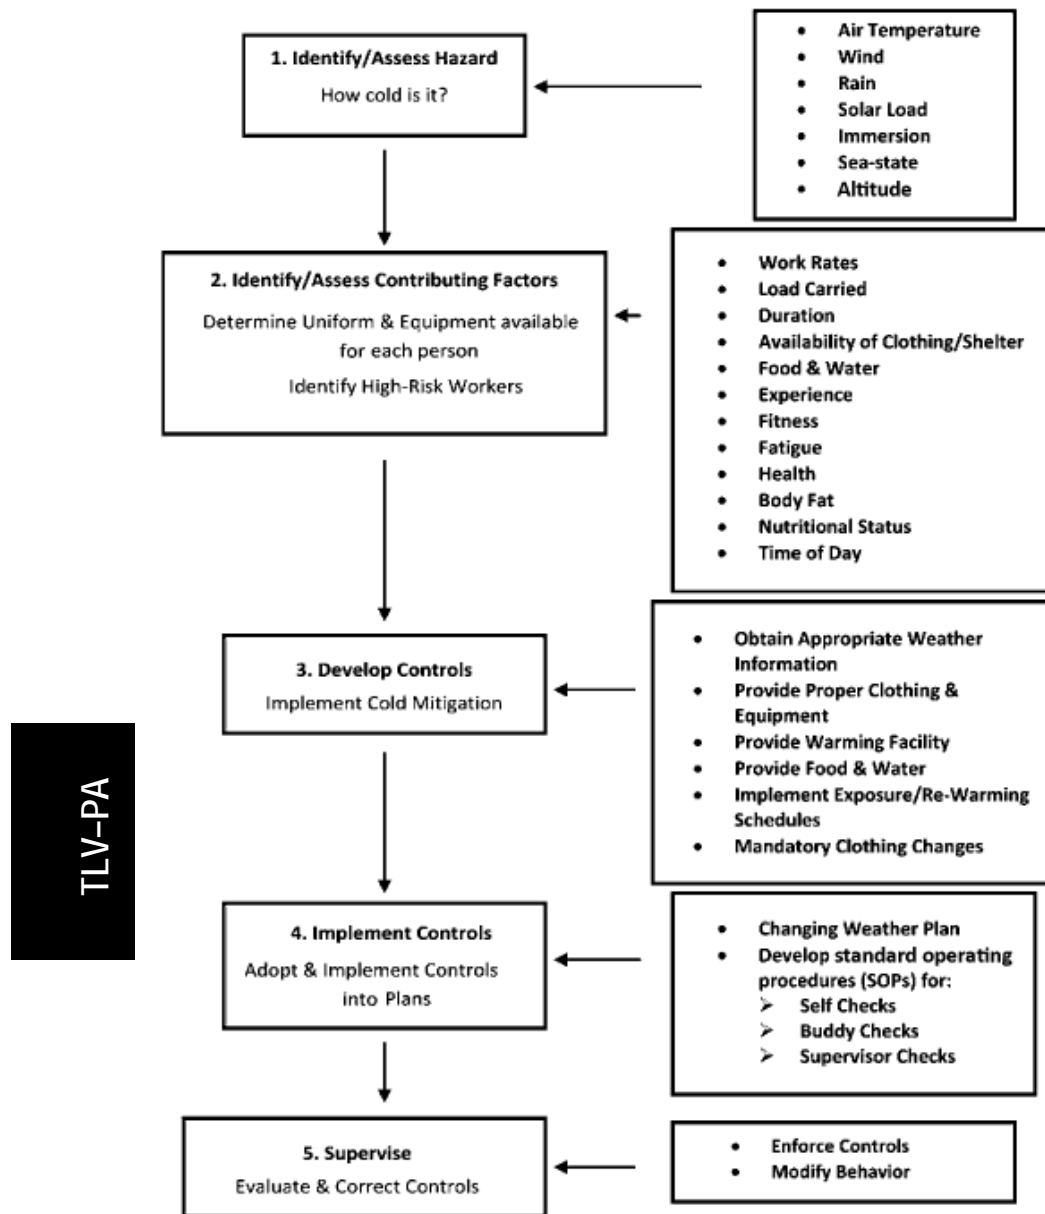 1. Identify/Assess Hazard
How cold is it?
• Air Temperature
• Wind
• Rain
• Solar Load
• Immersion
• Sea-state
• Altitude
2. Identify/Assess Contributing Factors
Determine Uniform & Equipment available
for each person
Identify High-Risk Workers
• Work Rates
• Load Carried
• Duration
• Availability of Clothing/Shelter
• Food & Water
• Experience
• Fitness
• Fatigue
• Health
• Body Fat
• Nutritional Status
• Time of Day
3. Develop Controls
Implement Cold Mitigation
• Obtain Appropriate Weather
Information
• Provide Proper Clothing &
Equipment
• Provide Warming Facility
• Provide Food & Water
• Implement Exposure/Re-Warming
Schedules
• Mandatory Clothing Changes
TLV–PA
4. Implement Controls
Adopt & Implement Controls
into Plans
• Changing Weather Plan
• Develop standard operating
procedures (SOPs) for:
➢ Self Checks
➢ Buddy Checks
➢ Supervisor Checks
5. Supervise
Evaluate & Correct Controls
• Enforce Controls
• Modify Behavior